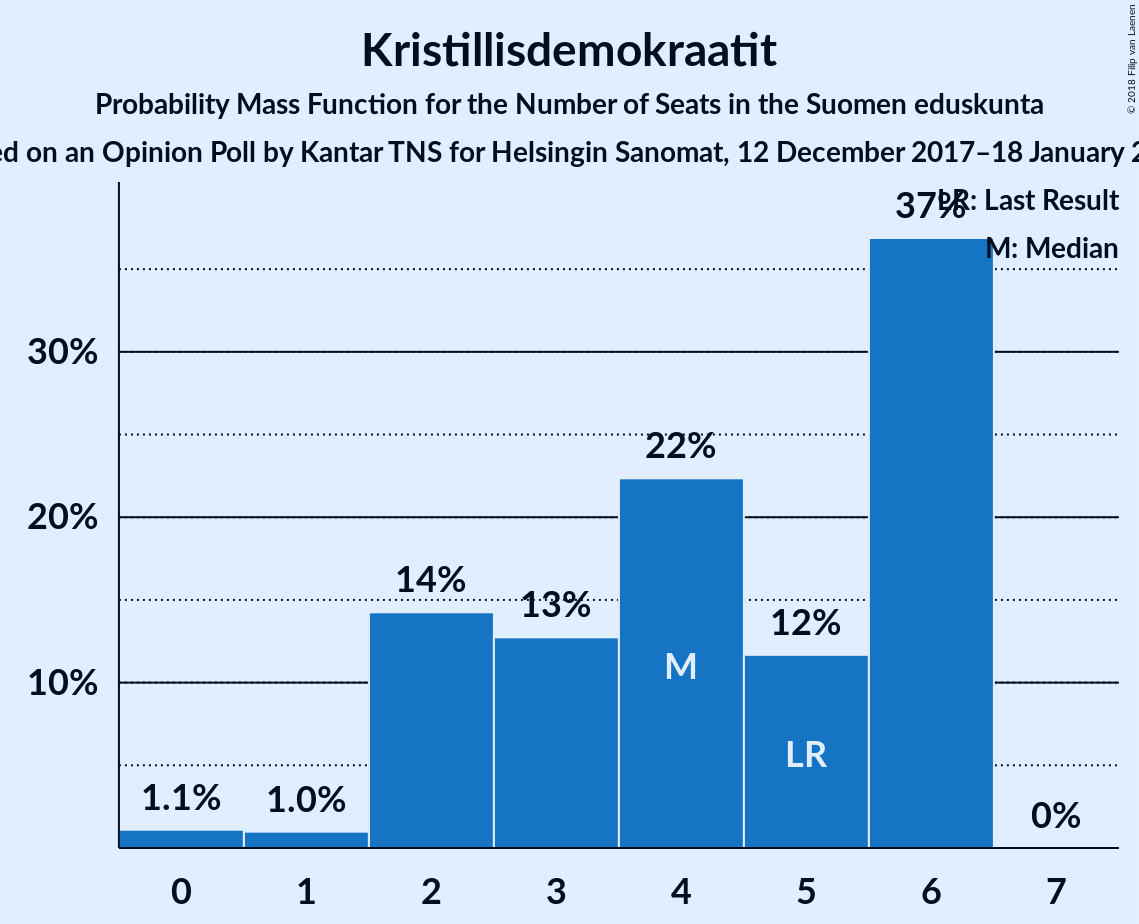 Kristillisdemokraatit
Probability Mass Function for the Number of Seats in the Suomen eduskunta
on an Opinion Poll by Kantar TNS for Helsingin Sanomat, 12 December 2017–18 January
© 2018 Filip van Laenen
LR: Last Result
M: Median
37%
30%
22%
20%
14%
13%
12%
10%
M
LR
1.1%
1.0%
0%
0 1 2 3 4 5 6 7